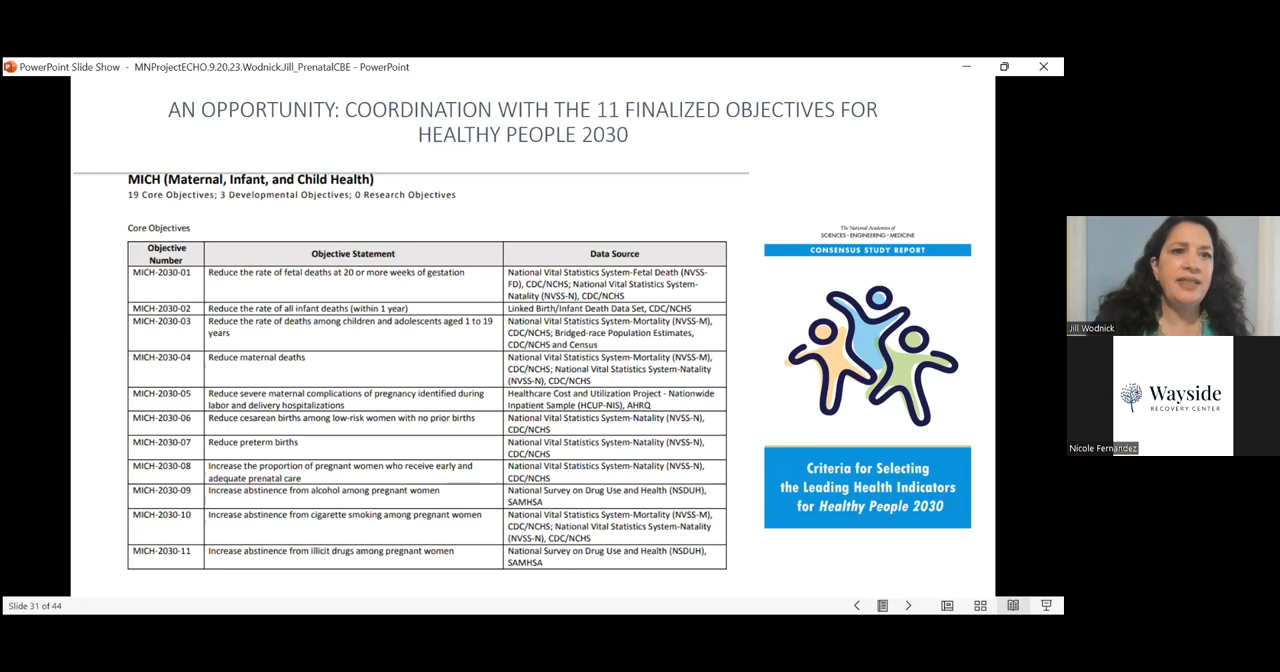 PowerPoint Slide Show - MNProjectECHO.9.20.23.Wodnick.Jill_PrenatalCBE - PowerPoint
AN OPPORTUNITY: COORDINATION WITH THE 11 FINALIZED OBJECTIVES FOR
HEALTHY PEOPLE 2030
MICH (Maternal, Infant, and Child Health)
19 Core Objectives; 3 Developmental Objectives; 0 Research Objectives
Core Objectives
Objective Number Objective Statement Data Source
MICH-2030-01 Reduce the rate of fetal deaths at 20 or more weeks of gestation National Vital Statistics System-Fetal Death (NVSS-
FD), CDC/NCHS; National Vital Statistics System-
Natality (NVSS-N), CDC/NCHS
MICH-2030-02 Reduce the rate of all infant deaths (within 1 year) Linked Birth/Infant Death Data Set, CDC/NCHS
MICH-2030-03 Reduce the rate of deaths among children and adolescents aged 1 to 19 National Vital Statistics System-Mortality (NVSS-M),
years CDC/NCHS; Bridged-race Population Estimates,
CDC/NCHS and Census
MICH-2030-04 Reduce maternal deaths National Vital Statistics System-Mortality (NVSS-M),
CDC/NCHS; National Vital Statistics System-Natality
(NVSS-N), CDC/NCHS
MICH-2030-05 Reduce severe maternal complications of pregnancy identified during Healthcare Cost and Utilization Project - Nationwide
labor and delivery hospitalizations Inpatient Sample (HCUP-NIS), AHRQ
MICH-2030-06 Reduce cesarean births among low-risk women with no prior births National Vital Statistics System-Natality (NVSS-N),
CDC/NCHS
MICH-2030-07 Reduce preterm births National Vital Statistics System-Natality (NVSS-N),
CDC/NCHS
MICH-2030-08 Increase the proportion of pregnant women who receive early and National Vital Statistics System-Natality (NVSS-N),
adequate prenatal care CDC/NCHS
MICH-2030-09 Increase abstinence from alcohol among pregnant women National Survey on Drug Use and Health (NSDUH),
SAMHSA
MICH-2030-10 Increase abstinence from cigarette smoking among pregnant women National Vital Statistics System-Mortality (NVSS-M),
CDC/NCHS; National Vital Statistics System-Natality
(NVSS-N), CDC/NCHS
MICH-2030-11 Increase abstinence from illicit drugs among pregnant women National Survey on Drug Use and Health (NSDUH),
SAMHSA
The National Academies of
SCIENCES • ENGINEERING • MEDICINE
CONSENSUS STUDY REPORT
Criteria for Selecting
the Leading Health Indicators
for Healthy People 2030
Jill Wodnick
Wayside
RECOVERY CENTER
Nicole Fernandez
Slide 31 of 44